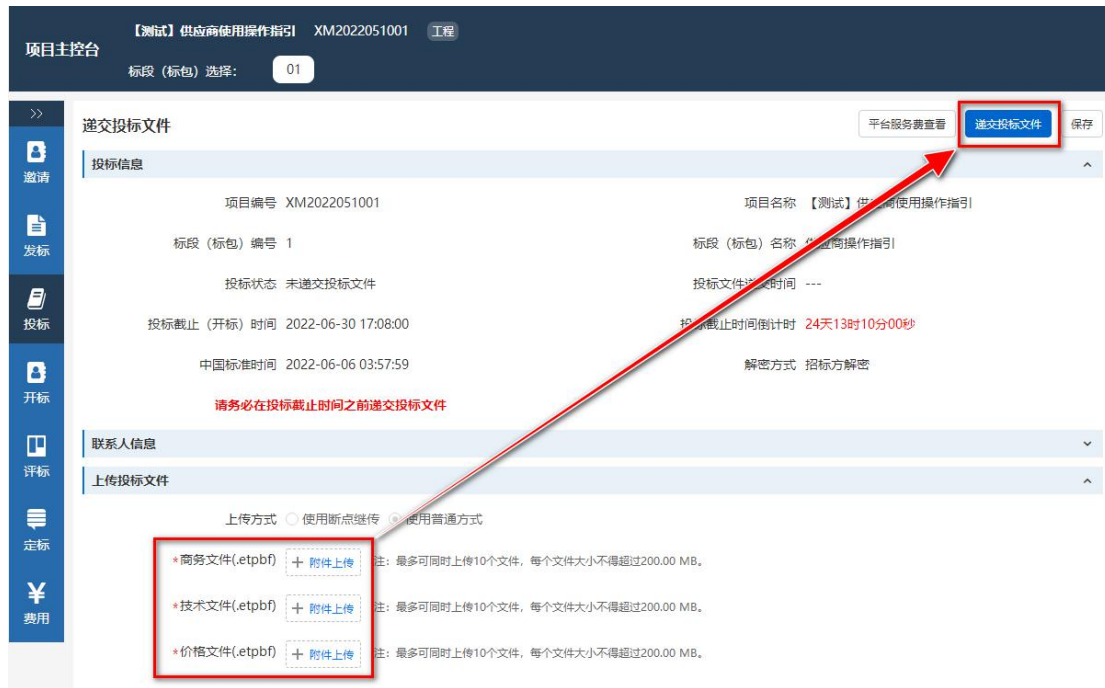 【测试】供应商使用操作指引 XM2022051001 工程
项目主控台
标段（标包）选择： 01
>>
递交投标文件
平台服务费查看
递交投标文件
保存
邀请
发标
投标
开标
评标
定标
费用
投标信息
项目编号 XM2022051001
项目名称 【测试】供应商使用操作指引
标段（标包）编号 1
标段（标包）名称 供应商操作指引
投标状态 未递交投标文件
投标文件递交时间 ---
投标截止（开标）时间 2022-06-30 17:08:00
投标截止时间倒计时 24天13时10分00秒
中国标准时间 2022-06-06 03:57:59
解密方式 招标方解密
请务必在投标截止时间之前递交投标文件
联系人信息
上传投标文件
上传方式 使用断点继传 使用普通方式
*商务文件(.etpbf) + 附件上传 注：最多可同时上传10个文件，每个文件大小不得超过200.00 MB。
*技术文件(.etpbf) + 附件上传 注：最多可同时上传10个文件，每个文件大小不得超过200.00 MB。
*价格文件(.etpbf) + 附件上传 注：最多可同时上传10个文件，每个文件大小不得超过200.00 MB。